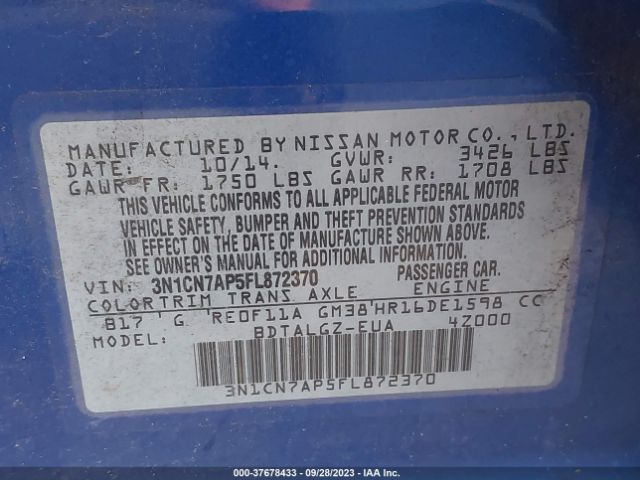 MANUFACTURED BY NISSAN MOTOR CO., LTD.
DATE: 10/14. GVWR: 3426 LBS
GAWR FR: 1750 LBS GAWR RR: 1708 LBS
THIS VEHICLE CONFORMS TO ALL APPLICABLE FEDERAL MOTOR
VEHICLE SAFETY, BUMPER AND THEFT PREVENTION STANDARDS
IN EFFECT ON THE DATE OF MANUFACTURE SHOWN ABOVE.
SEE OWNER'S MANUAL FOR ADDITIONAL INFORMATION.
VIN: 3N1CN7AP5FL872370 PASSENGER CAR.
COLOR TRIM TRANS AXLE ENGINE
B17 ' G 'RE0F11A GM38'HR16DE1598 CC
MODEL: BDTALGZ-EUA 4Z000
3N1CN7AP5FL872370
000-37678433 - 09/28/2023 - IAA Inc.